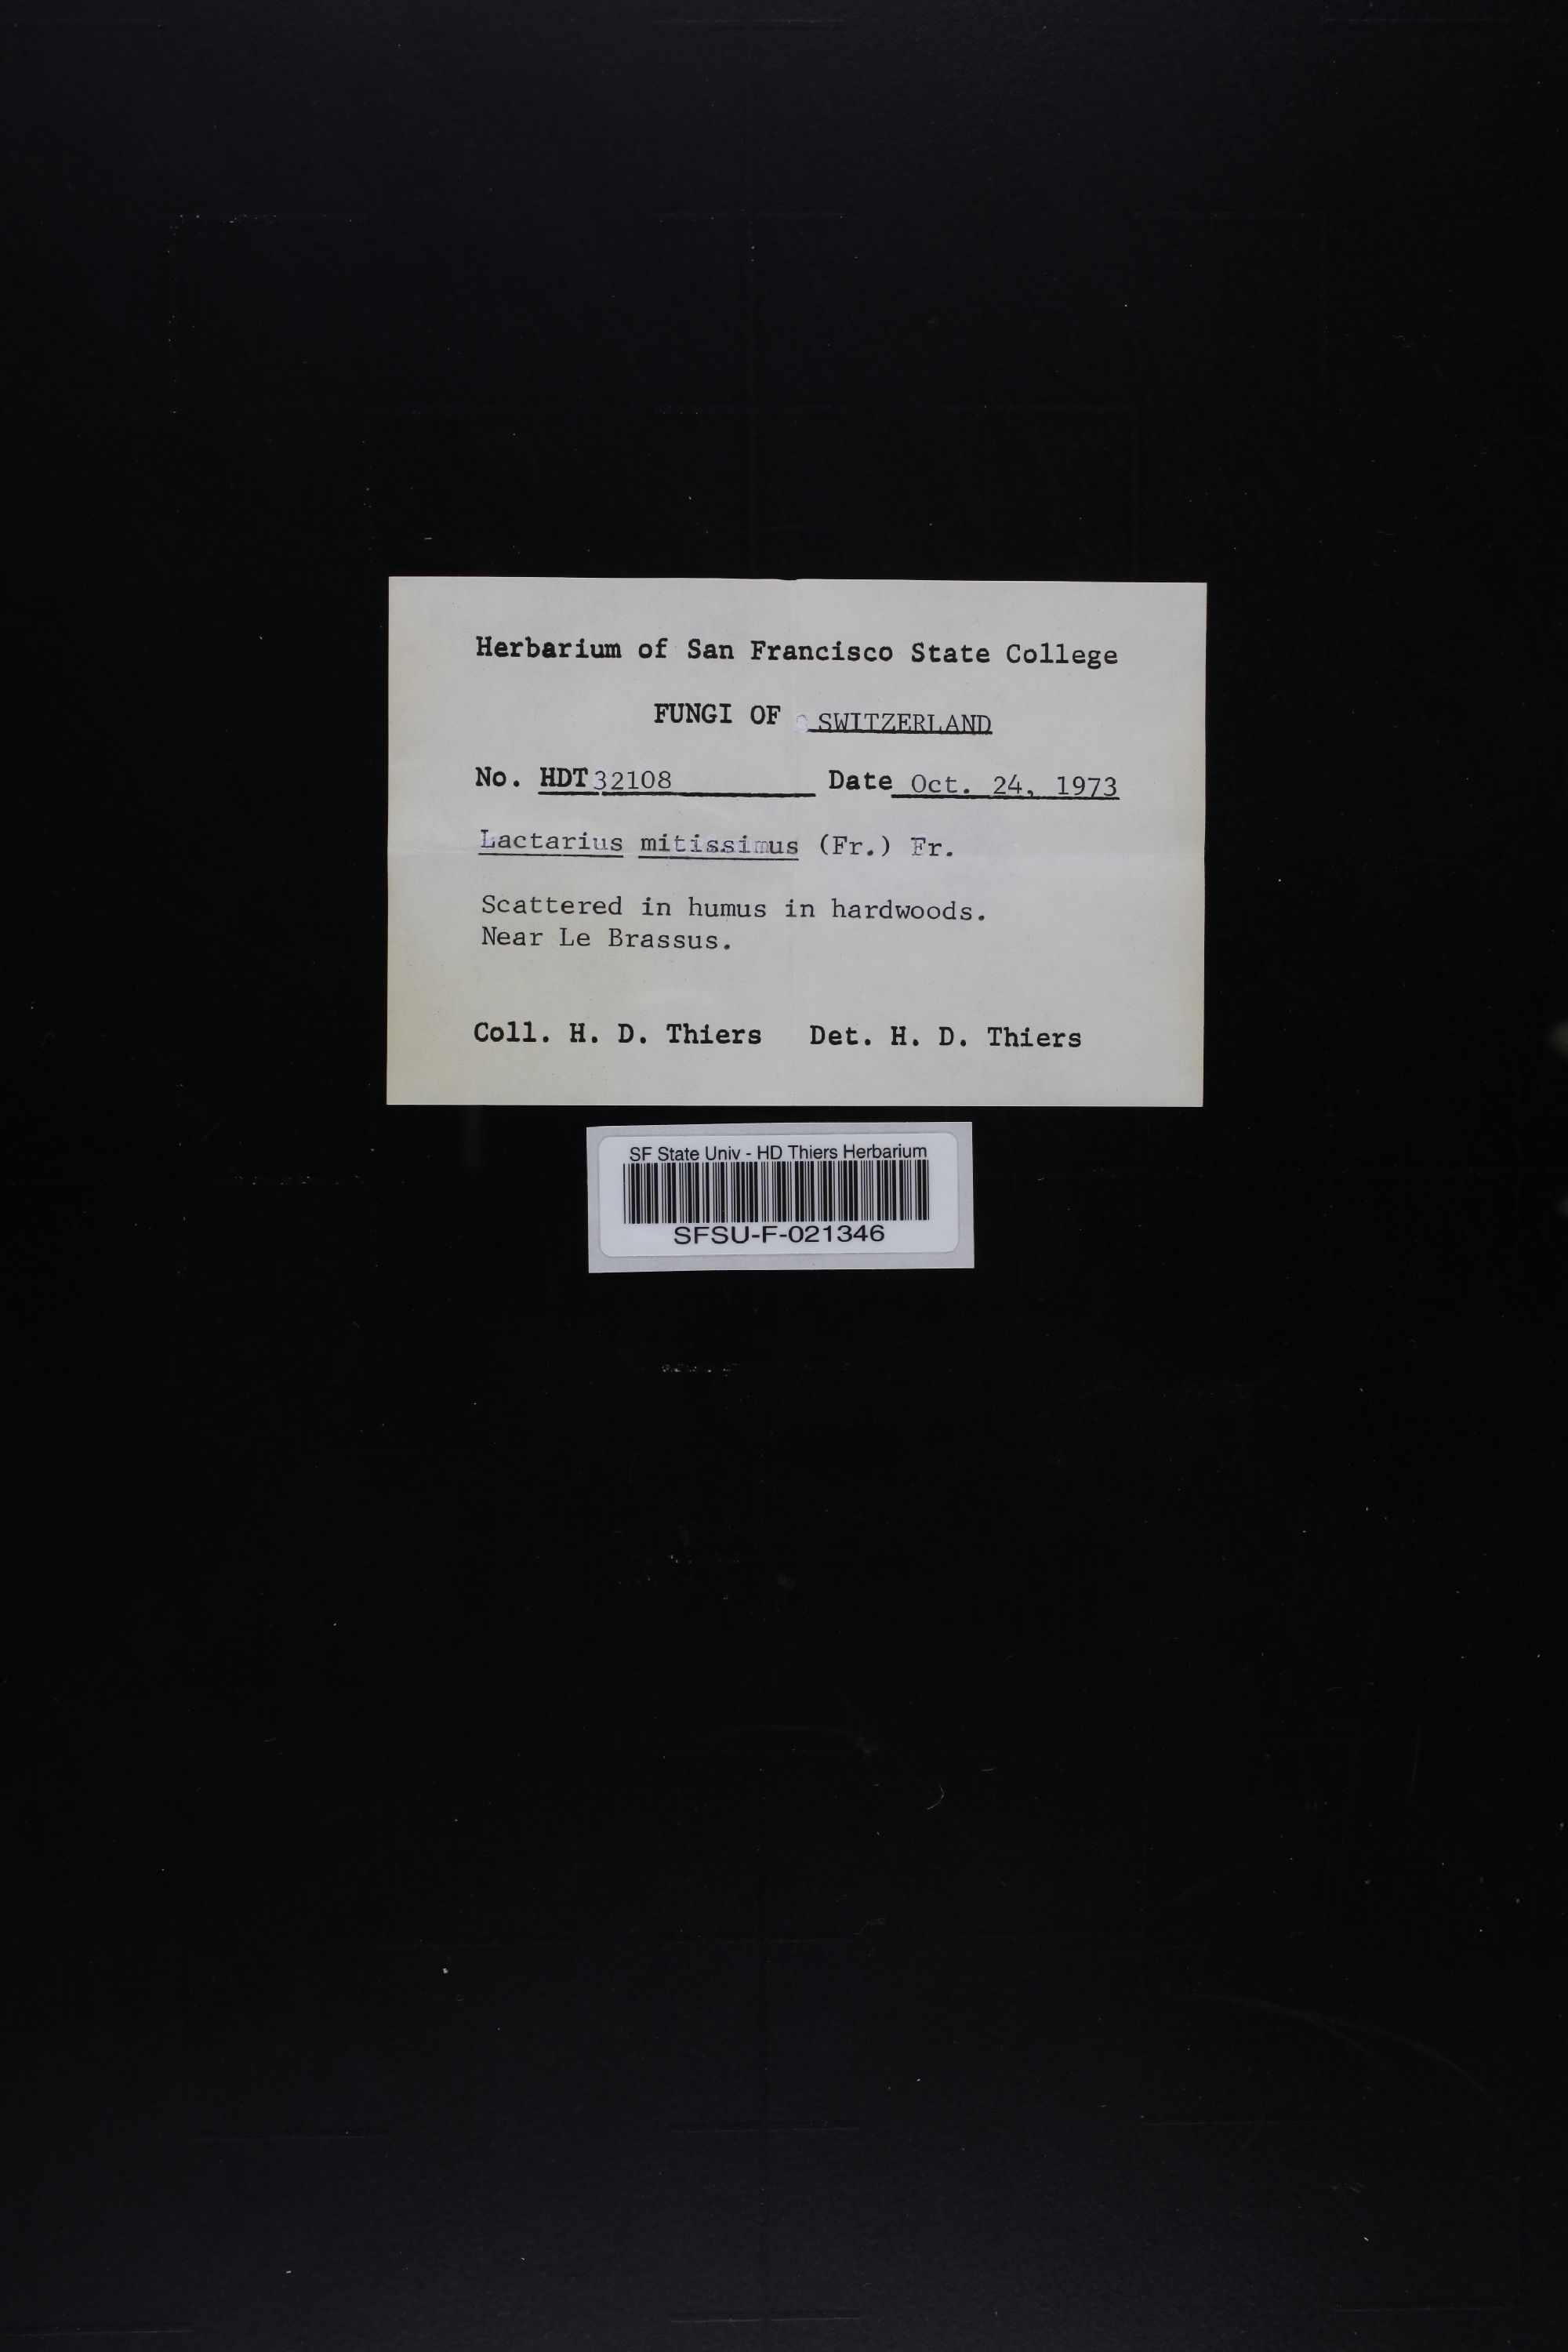 Herbarium of San Francisco State College
FUNGI OF SWITZERLAND
No. HDT 32108 Date Oct. 24, 1973
Lactarius mitissimus (Fr.) Fr.
Scattered in humus in hardwoods.
Near Le Brassus.
Coll. H. D. Thiers Det. H. D. Thiers
SF State Univ - HD Thiers Herbarium
SFSU-F-021346